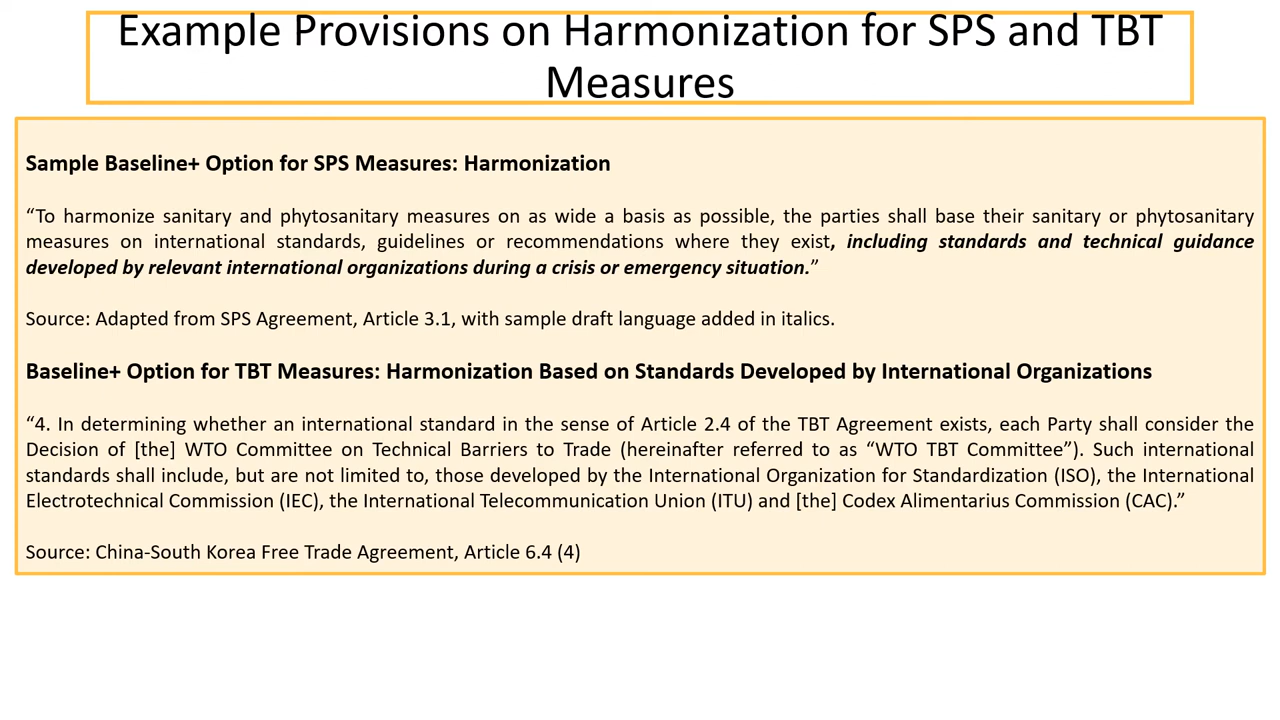 Example Provisions on Harmonization for SPS and TBT
Measures
Sample Baseline+ Option for SPS Measures: Harmonization
“To harmonize sanitary and phytosanitary measures on as wide a basis as possible, the parties shall base their sanitary or phytosanitary
measures on international standards, guidelines or recommendations where they exist, including standards and technical guidance
developed by relevant international organizations during a crisis or emergency situation.”
Source: Adapted from SPS Agreement, Article 3.1, with sample draft language added in italics.
Baseline+ Option for TBT Measures: Harmonization Based on Standards Developed by International Organizations
“4. In determining whether an international standard in the sense of Article 2.4 of the TBT Agreement exists, each Party shall consider the
Decision of [the] WTO Committee on Technical Barriers to Trade (hereinafter referred to as “WTO TBT Committee”). Such international
standards shall include, but are not limited to, those developed by the International Organization for Standardization (ISO), the International
Electrotechnical Commission (IEC), the International Telecommunication Union (ITU) and [the] Codex Alimentarius Commission (CAC).”
Source: China-South Korea Free Trade Agreement, Article 6.4 (4)